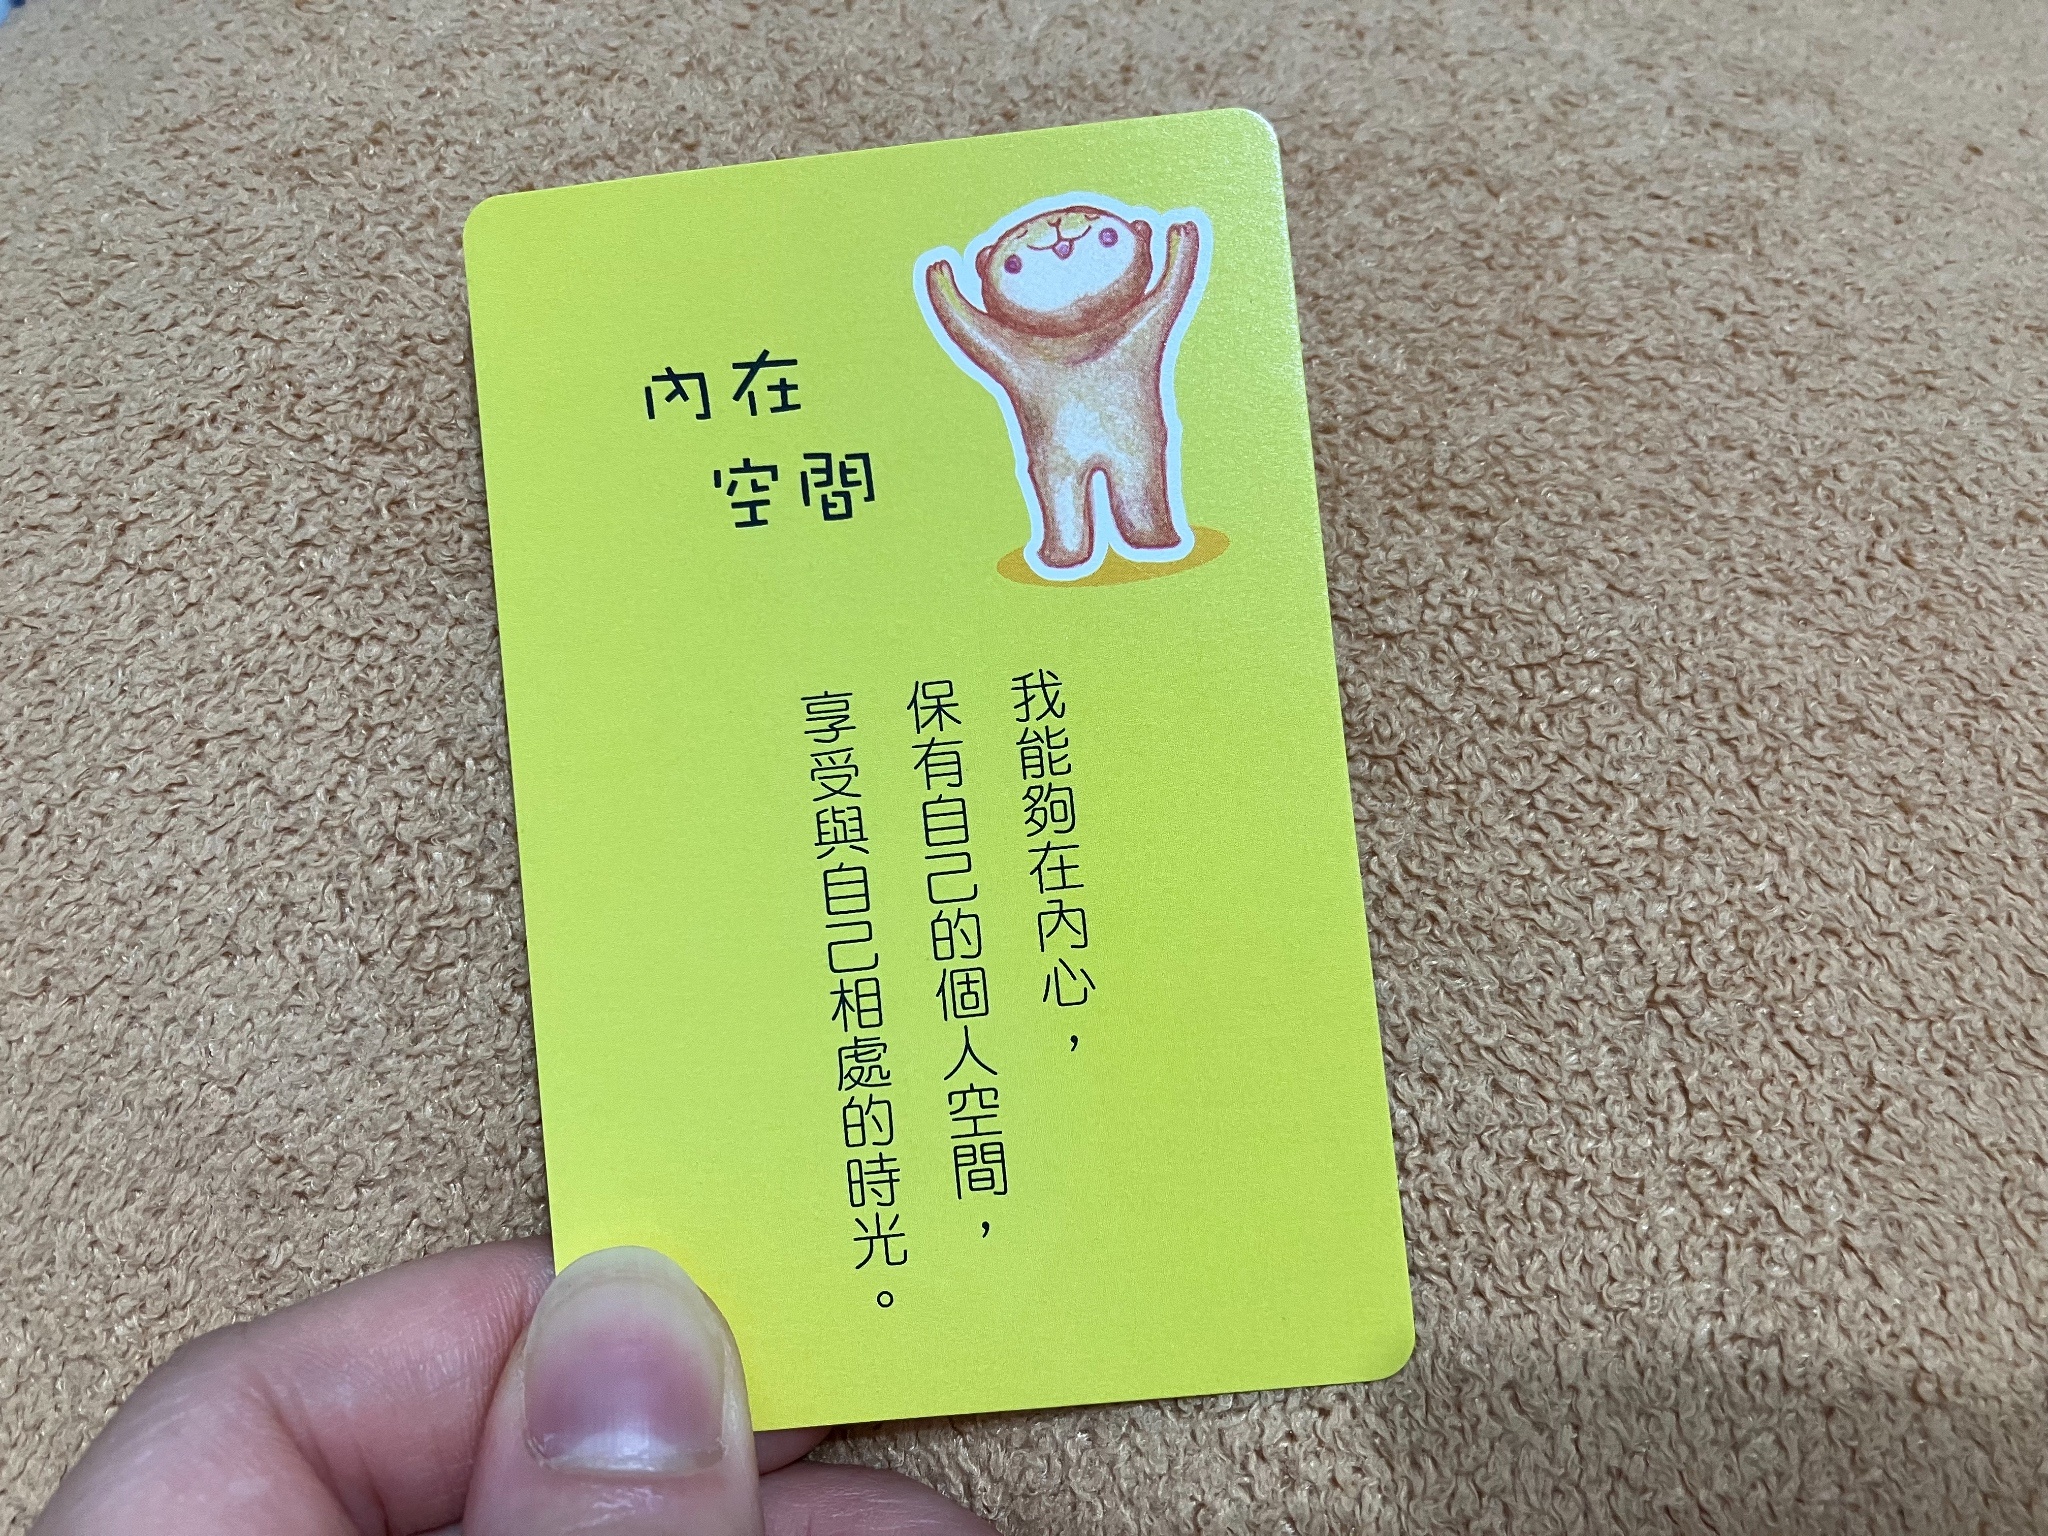 內在
空間
我能夠在內心，
保有自己的個人空間，
享受與自己相處的時光。